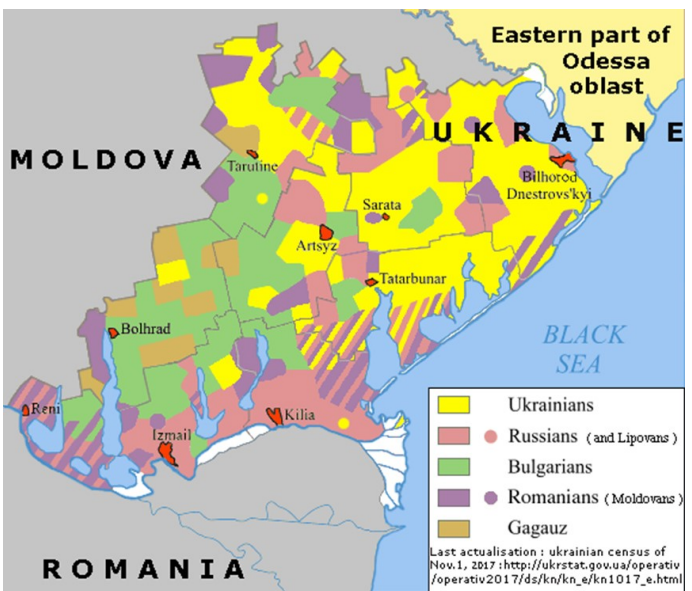 Eastern part of
Odessa
oblast
UKRAINE
MOLDOVA
Tarutine
Bilhorod
Dnestrovs'kyi
Sarata
Artsyz
Tatarbunar
Bolhrad
BLACK
SEA
Reni
Kilia
Izmail
ROMANIA
Ukrainians
Russians (and Lipovans)
Bulgarians
Romanians (Moldovans)
Gagauz
Last actualisation : ukrainian census of
Nov.1, 2017 :http://ukrstat.gov.ua/operativ
/operativ2017/ds/kn/kn_e/kn1017_e.html